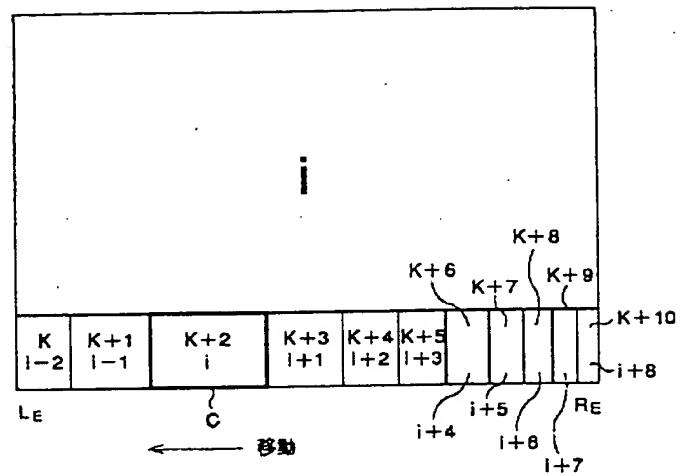 i
K+8
K+6 K+7 K+9
K+10
K K+1 K+2 K+3 K+4 K+5
i-2 i-1 i i+1 i+2 i+3
i+8
LE C i+4 i+5 i+6 RE
i+7
移動